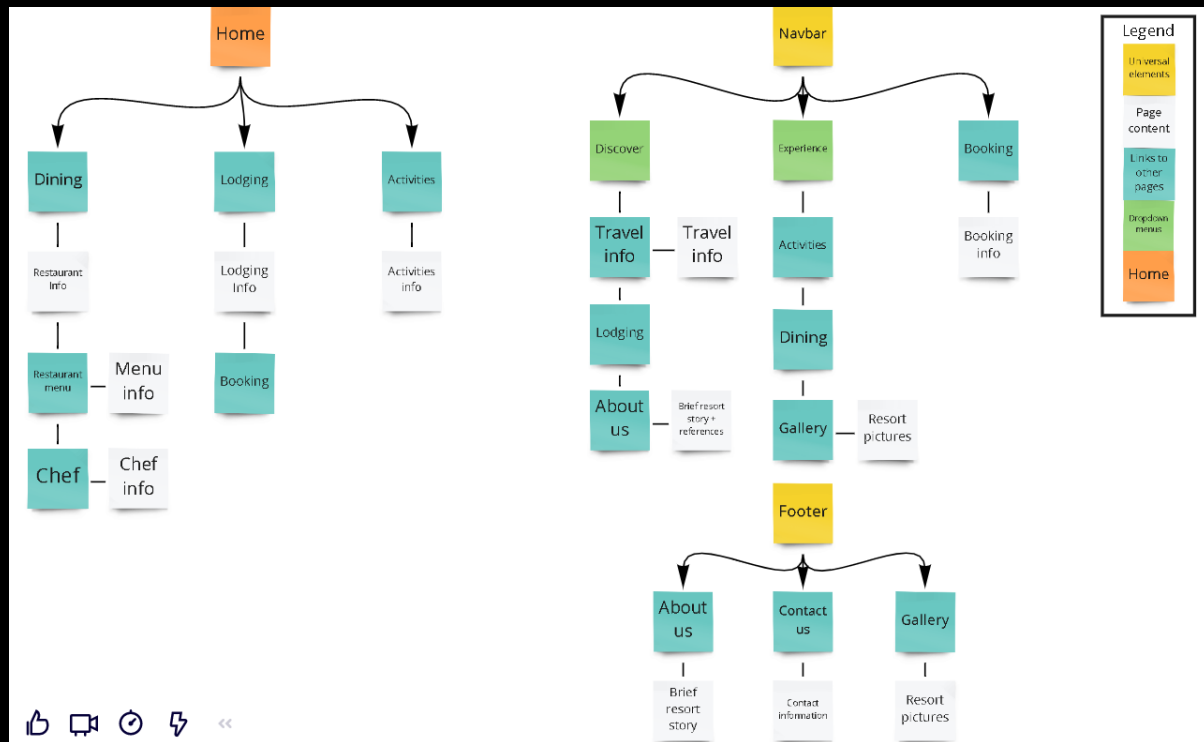 Home
Dining
Lodging
Activities
Restaurant
Info
Lodging
Info
Activities
info
Restaurant
menu
Menu
info
Booking
Chef
Chef
info
Navbar
Discover
Experience
Booking
Travel
info
Travel
info
Activities
Booking
info
Lodging
Dining
About
us
Brief resort
story +
references
Gallery
Resort
pictures
Footer
About
us
Contact
us
Gallery
Brief
resort
story
Contact
information
Resort
pictures
Legend
Universal
elements
Page
content
Links to
other
pages
Dropdown
menus
Home